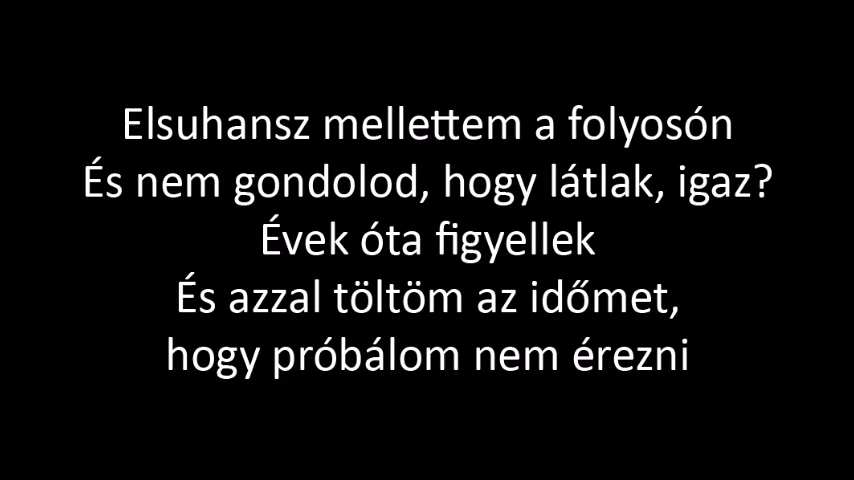 Elsuhansz mellettem a folyosón
És nem gondolod, hogy látlak, igaz?
Évek óta figyellek
És azzal töltöm az időmet,
hogy próbálom nem érezni